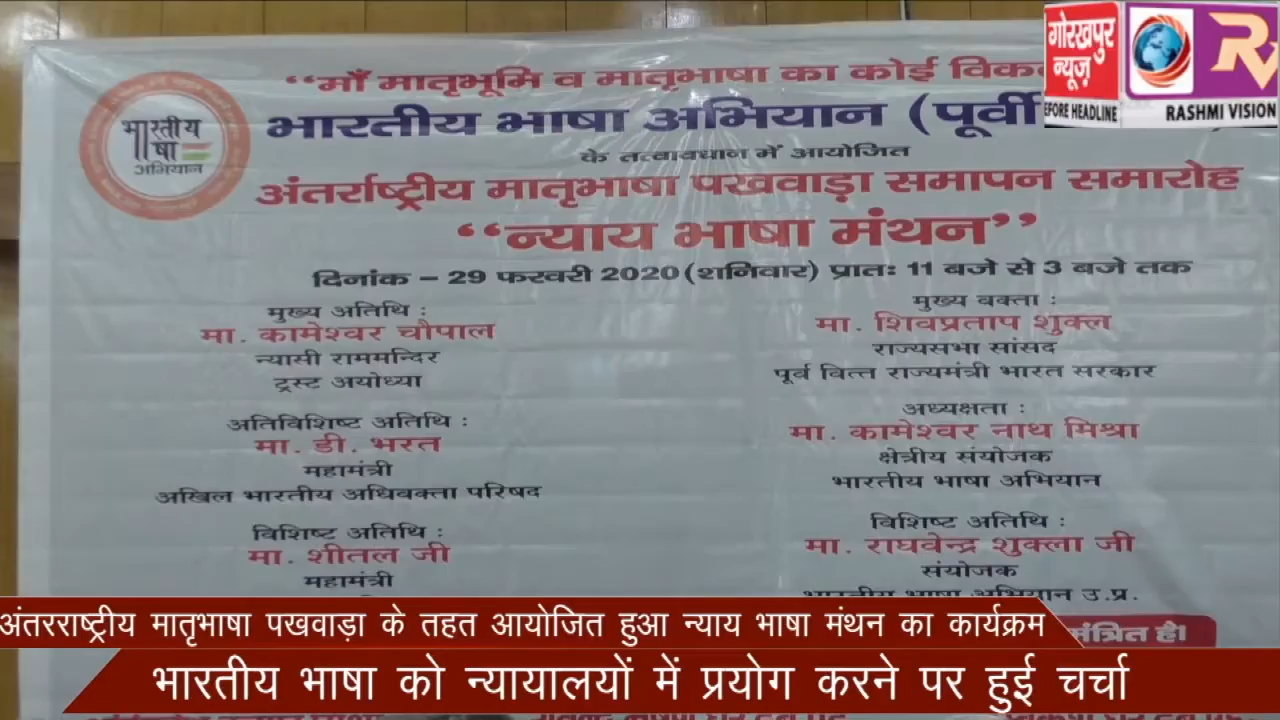 “माँ मातृभूमि व मातृभाषा का कोई
गोरखपुर
न्यूज़
EFORE HEADLINE
RASHMI VISION
भारतीय भाषा अभियान (पूर्वी
भारतीय
भाषा
अभियान
के तत्वावधान में आयोजित
अंतर्राष्ट्रीय मातृभाषा पखवाड़ा समापन समारोह
“न्याय भाषा मंथन”
दिनांक – 29 फरवरी 2020 (शनिवार) प्रातः 11 बजे से 3 बजे तक
मुख्य अतिथि :
मा. कामेश्वर चौपाल
न्यासी राममन्दिर
ट्रस्ट अयोध्या
मुख्य वक्ता :
मा. शिवप्रताप शुक्ल
राज्यसभा सांसद
पूर्व वित्त राज्यमंत्री भारत सरकार
अतिविशिष्ट अतिथि :
मा. डी. भरत
महामंत्री
अखिल भारतीय अधिवक्ता परिषद
अध्यक्षता :
मा. कामेश्वर नाथ मिश्रा
क्षेत्रीय संयोजक
भारतीय भाषा अभियान
विशिष्ट अतिथि :
मा. शीतल जी
महामंत्री
विशिष्ट अतिथि :
मा. राघवेन्द्र शुक्ला जी
संयोजक
भारतीय भाषा अभियान उ.प्र.
मंत्रित है।
अंतरराष्ट्रीय मातृभाषा पखवाड़ा के तहत आयोजित हुआ न्याय भाषा मंथन का कार्यक्रम
भारतीय भाषा को न्यायालयों में प्रयोग करने पर हुई चर्चा